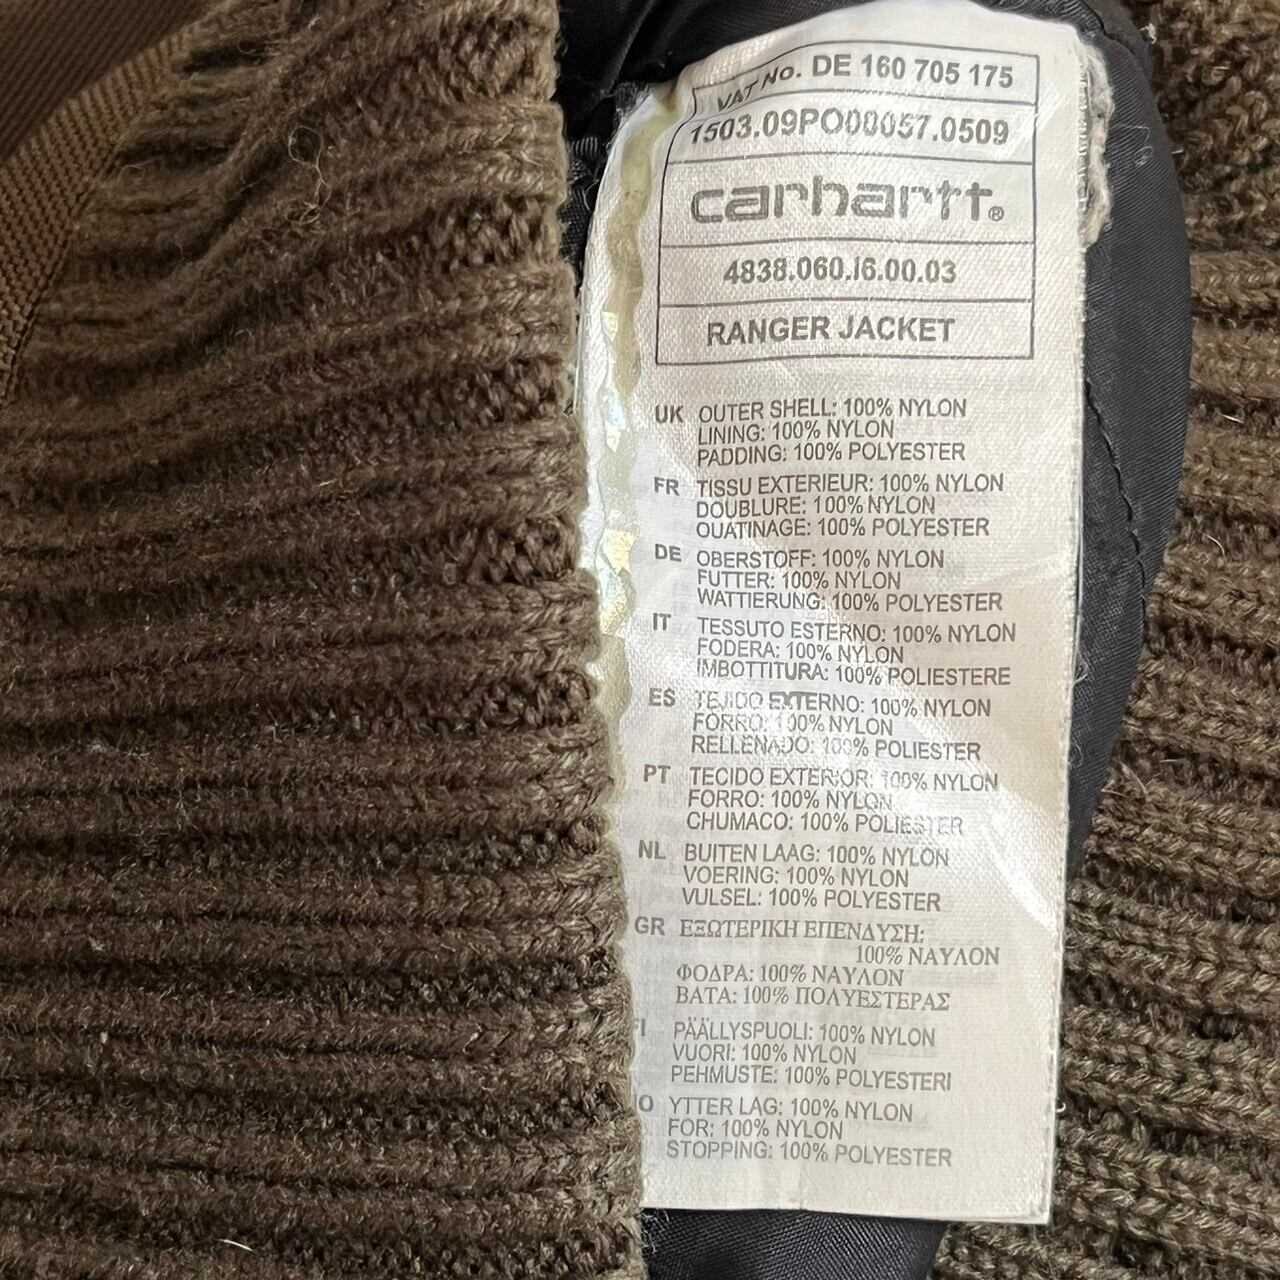 VAT No. DE 160 705 175
1503.09PO00057.0509
carhartt®
4838.060.I6.00.03
RANGER JACKET
UK OUTER SHELL: 100% NYLON
LINING: 100% NYLON
PADDING: 100% POLYESTER
FR TISSU EXTERIEUR: 100% NYLON
DOUBLURE: 100% NYLON
OUATINAGE: 100% POLYESTER
DE OBERSTOFF: 100% NYLON
FUTTER: 100% NYLON
WATTIERUNG: 100% POLYESTER
IT TESSUTO ESTERNO: 100% NYLON
FODERA: 100% NYLON
IMBOTTITURA: 100% POLIESTERE
ES TEJIDO EXTERNO: 100% NYLON
FORRO: 100% NYLON
RELLENADO: 100% POLIESTER
PT TECIDO EXTERIOR: 100% NYLON
FORRO: 100% NYLON
CHUMACO: 100% POLIESTER
NL BUITEN LAAG: 100% NYLON
VOERING: 100% NYLON
VULSEL: 100% POLYESTER
GR ΕΞΩΤΕΡΙΚΗ ΕΠΕΝΔΥΣΗ:
100% ΝΑΥΛΟΝ
ΦΟΔΡΑ: 100% ΝΑΥΛΟΝ
ΒΑΤΑ: 100% ΠΟΛΥΕΣΤΕΡΑΣ
FI PÄÄLLYSPUOLI: 100% NYLON
VUORI: 100% NYLON
PEHMUSTE: 100% POLYESTERI
O YTTER LAG: 100% NYLON
FOR: 100% NYLON
STOPPING: 100% POLYESTER